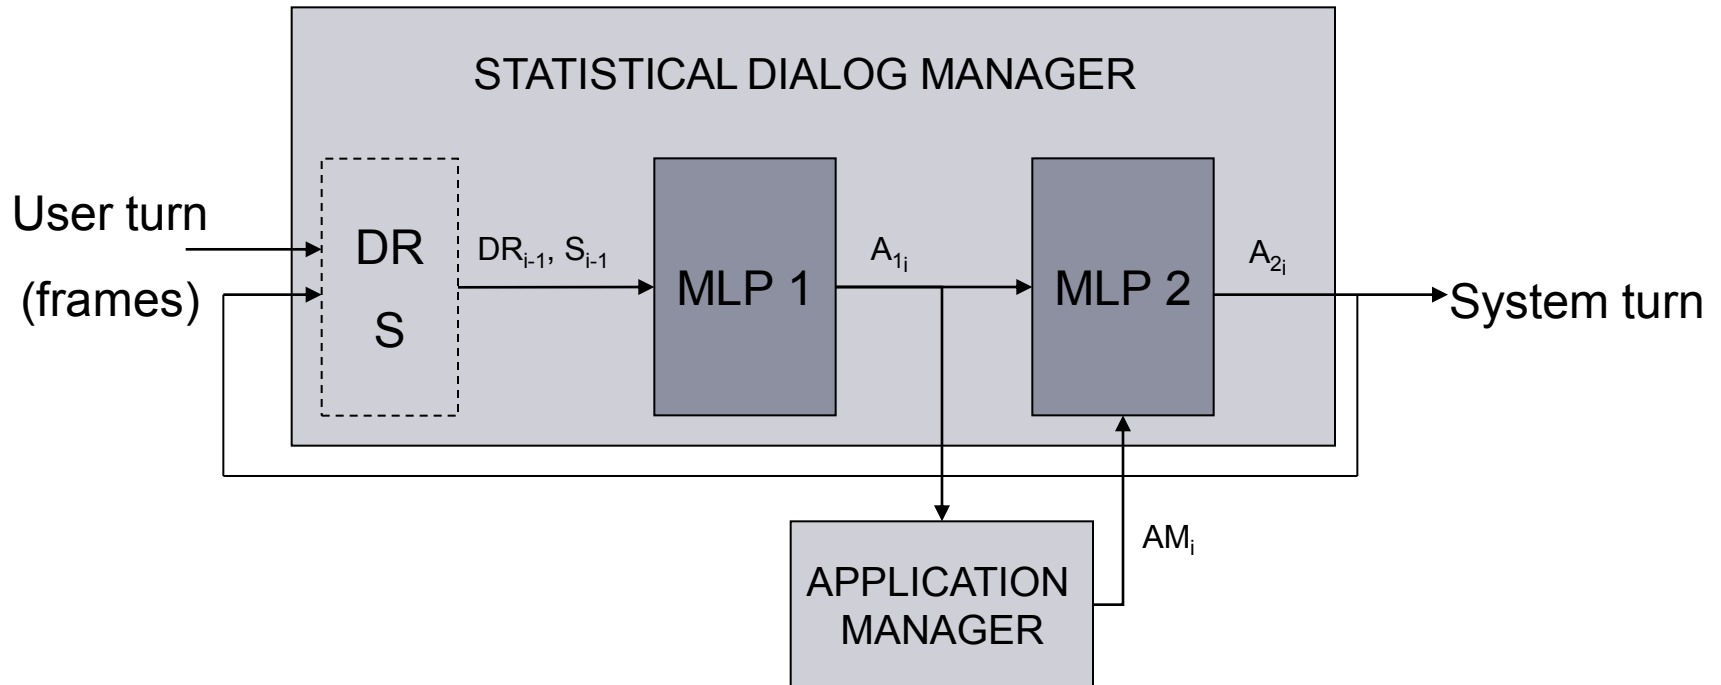 STATISTICAL DIALOG MANAGER
User turn
(frames)
DR
S
DRi-1, Si-1
MLP 1
A1i
MLP 2
A2i
System turn
AMi
APPLICATION
MANAGER